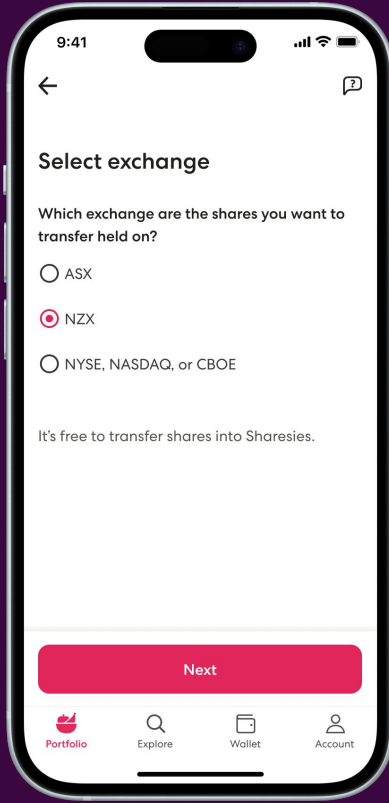 9:41
?
Select exchange
Which exchange are the shares you want to
transfer held on?
ASX
NZX
NYSE, NASDAQ, or CBOE
It's free to transfer shares into Sharesies.
Next
Portfolio
Explore
Wallet
Account